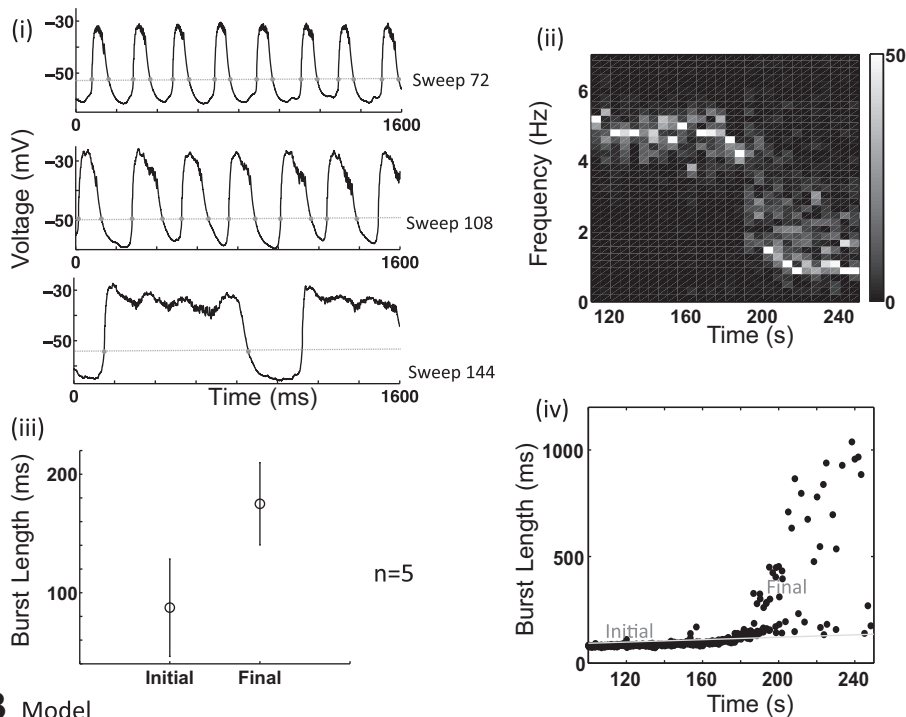 (i)
−30
−50
Sweep 72
0
1600
−30
−50
Sweep 108
0
1600
−30
−50
Sweep 144
0
1600
Voltage (mV)
Time (ms)
(ii)
6
4
2
0
Frequency (Hz)
120
160
200
240
Time (s)
50
0
(iii)
200
100
Burst Length (ms)
n=5
Initial
Final
(iv)
1000
500
0
Burst Length (ms)
Initial
Final
120
160
200
240
Time (s)
B Model